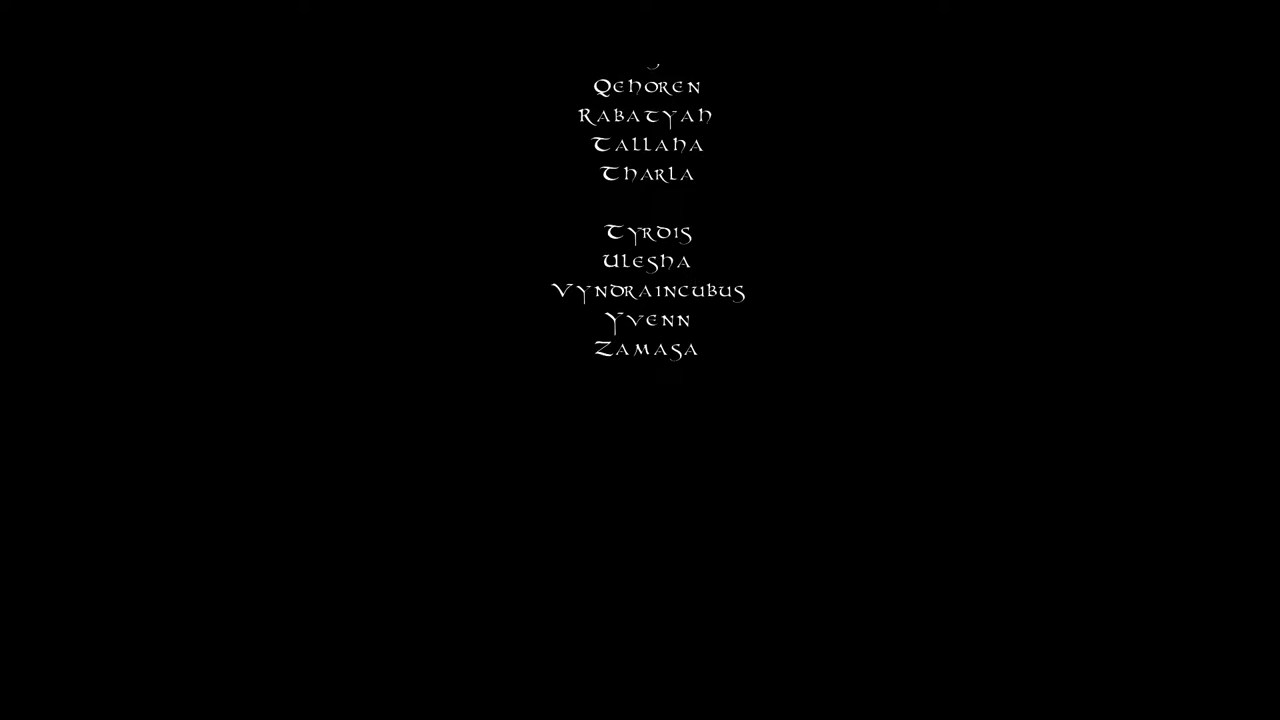 Qehoren
Rabatyah
Tallaha
Tharla
Tyrdis
Ulesha
Vyndraincubus
Yvenn
Zamasa